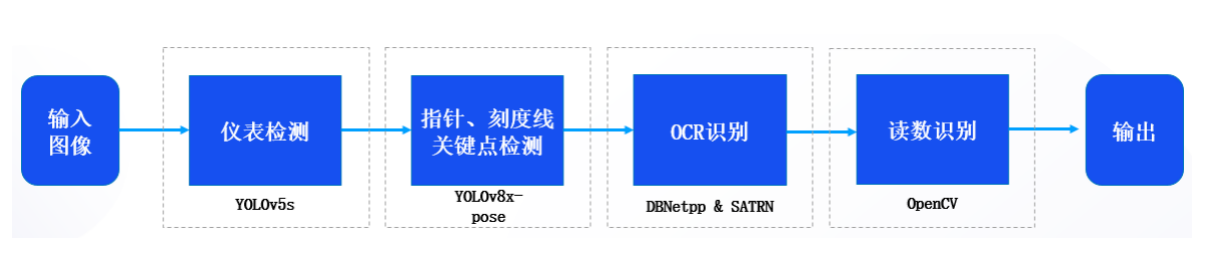 输入
图像
仪表检测
YOLOv5s
指针、刻度线
关键点检测
YOLOv8x-
pose
OCR识别
DBNetpp & SATRN
读数识别
OpenCV
输出